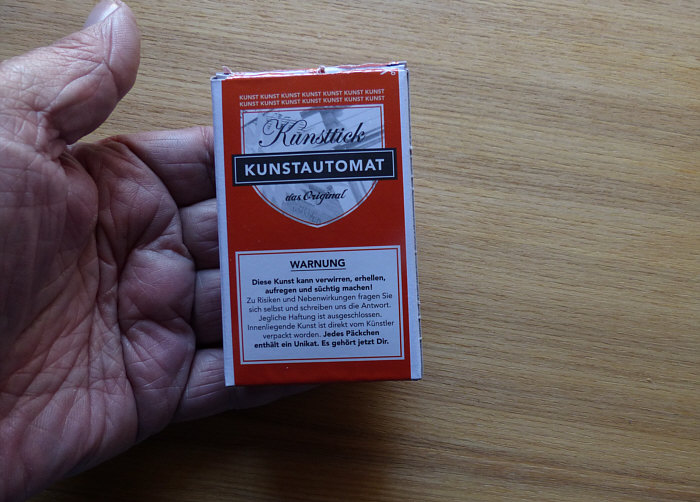 KUNST KUNST KUNST KUNST KUNST KUNST KUNST
KUNST KUNST KUNST KUNST KUNST KUNST KUNST
Kunsttick
KUNSTAUTOMAT
das Original
WARNUNG
Diese Kunst kann verwirren, erhellen,
aufregen und süchtig machen!
Zu Risiken und Nebenwirkungen fragen Sie
sich selbst und schreiben uns die Antwort.
Jegliche Haftung ist ausgeschlossen.
Innenliegende Kunst ist direkt vom Künstler
verpackt worden. Jedes Päckchen
enthält ein Unikat. Es gehört jetzt Dir.